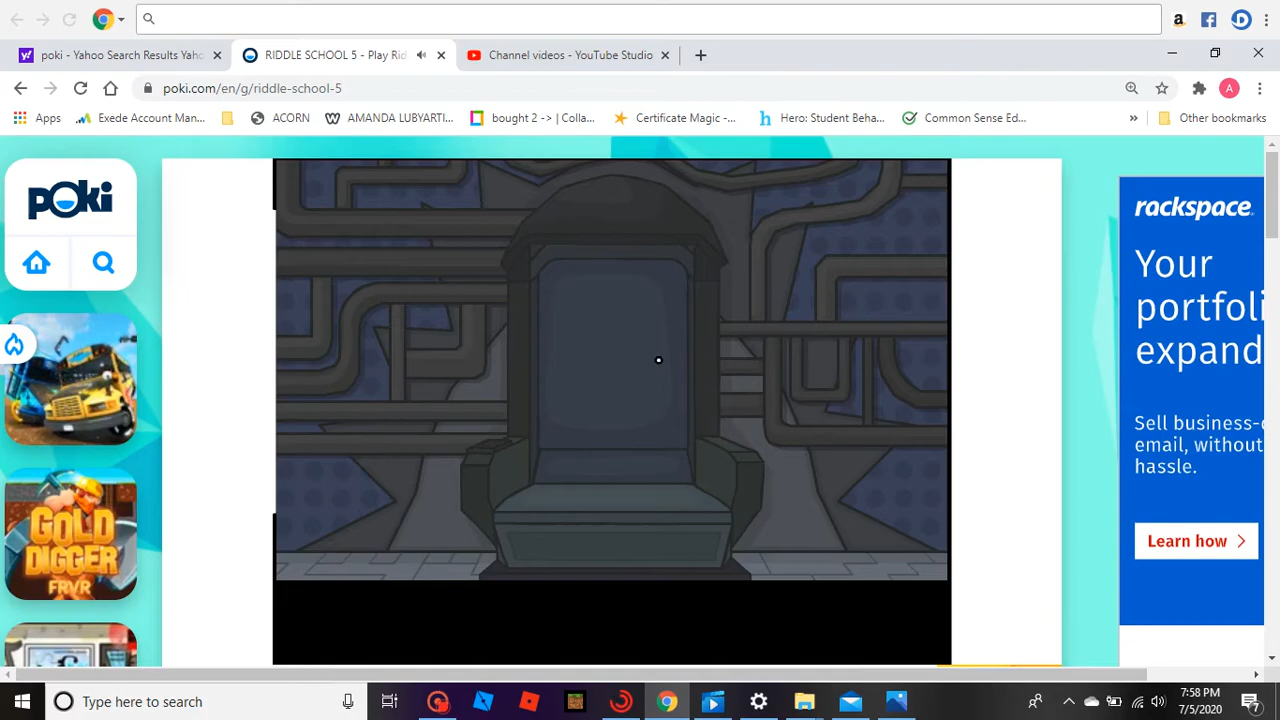 poki - Yahoo Search Results Yaho
RIDDLE SCHOOL 5 - Play Rid
Channel videos - YouTube Studio
poki.com/en/g/riddle-school-5
A
Apps
Exede Account Man...
ACORN
AMANDA LUBYARTI...
bought 2 -> | Colla...
Certificate Magic -...
Hero: Student Beha...
Common Sense Ed...
»
Other bookmarks
poki
rackspace
Your
portfoli
expand
Sell business-c
email, without
hassle.
Learn how
GOLD
DIGGER
FRVR
Type here to search
7:58 PM
7/5/2020
7